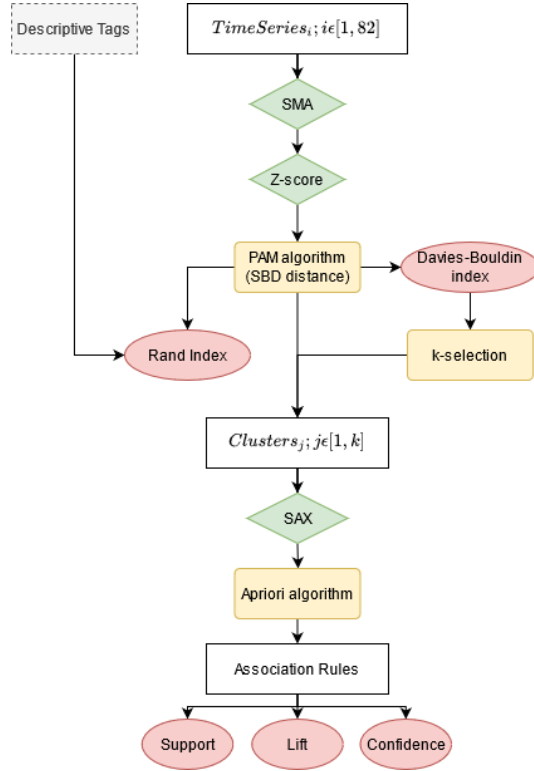 Descriptive Tags
TimeSeries_i; iϵ[1, 82]
SMA
Z-score
PAM algorithm
(SBD distance)
Davies-Bouldin
index
Rand Index
k-selection
Clusters_j; jϵ[1, k]
SAX
Apriori algorithm
Association Rules
Support
Lift
Confidence